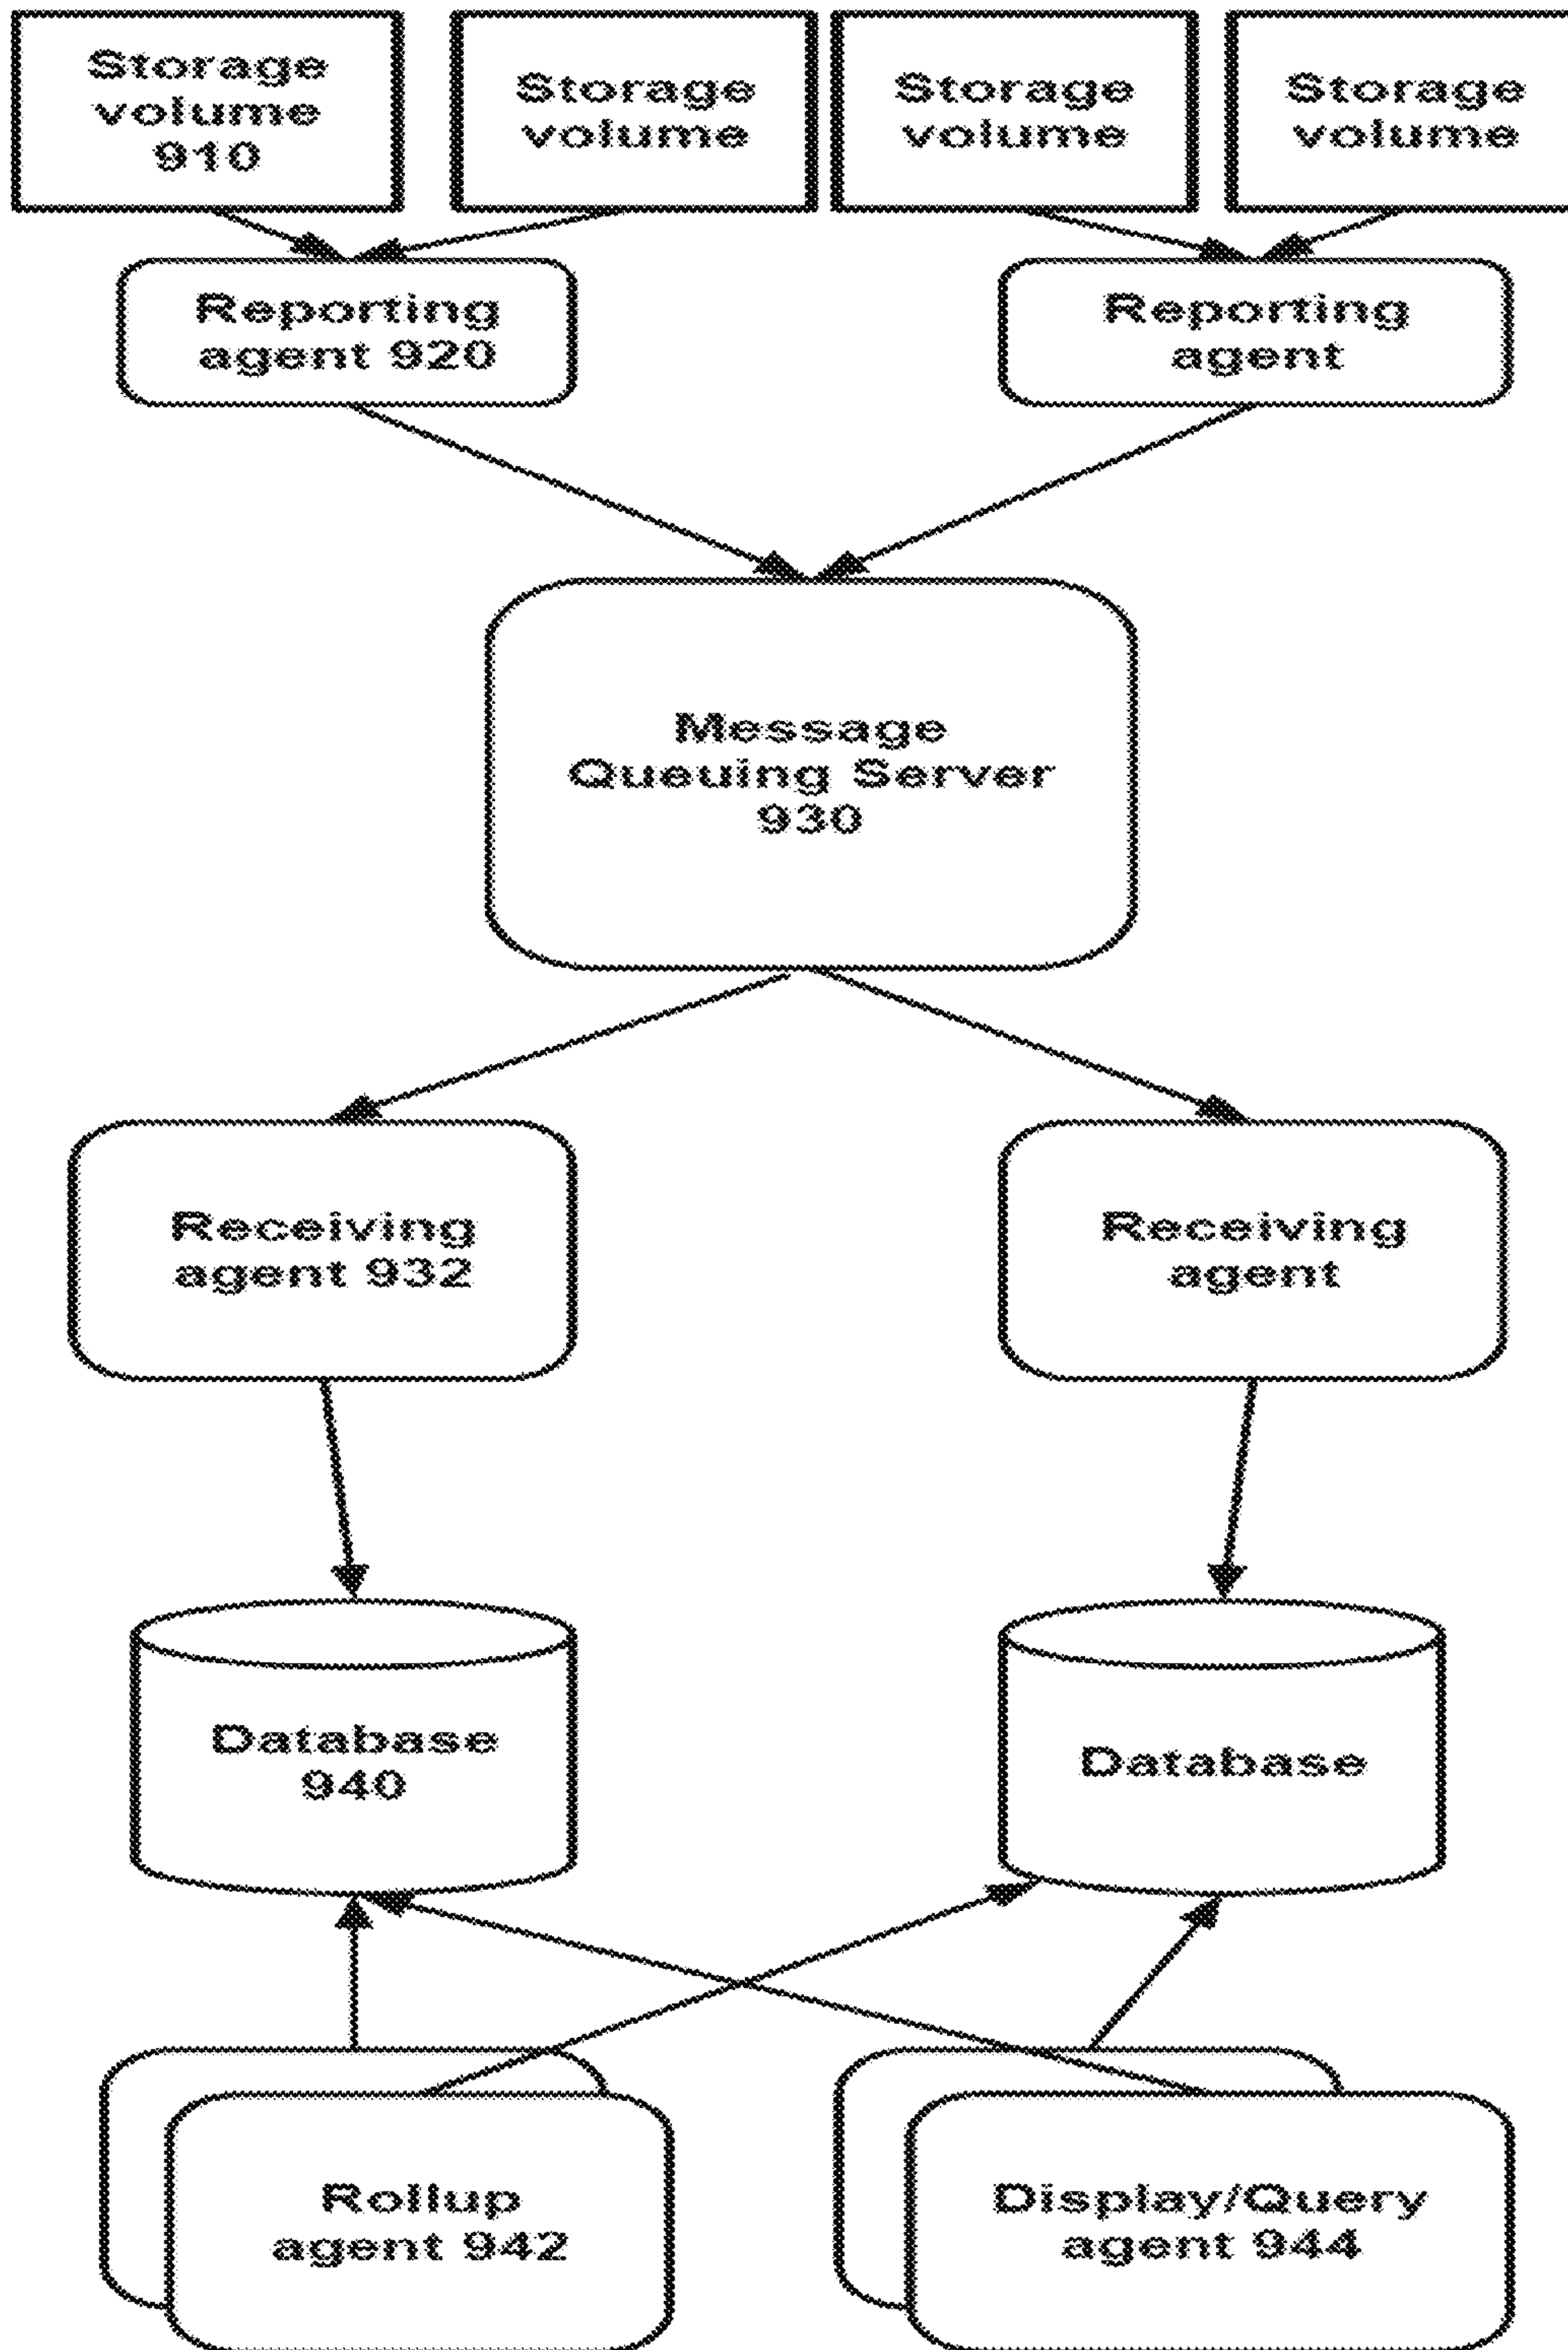 Storage
volume
910
Storage
volume
Storage
volume
Storage
volume
Reporting
agent 920
Reporting
agent
Message
Queuing Server
930
Receiving
agent 932
Receiving
agent
Database
940
Database
Rollup
agent 942
Display/Query
agent 944